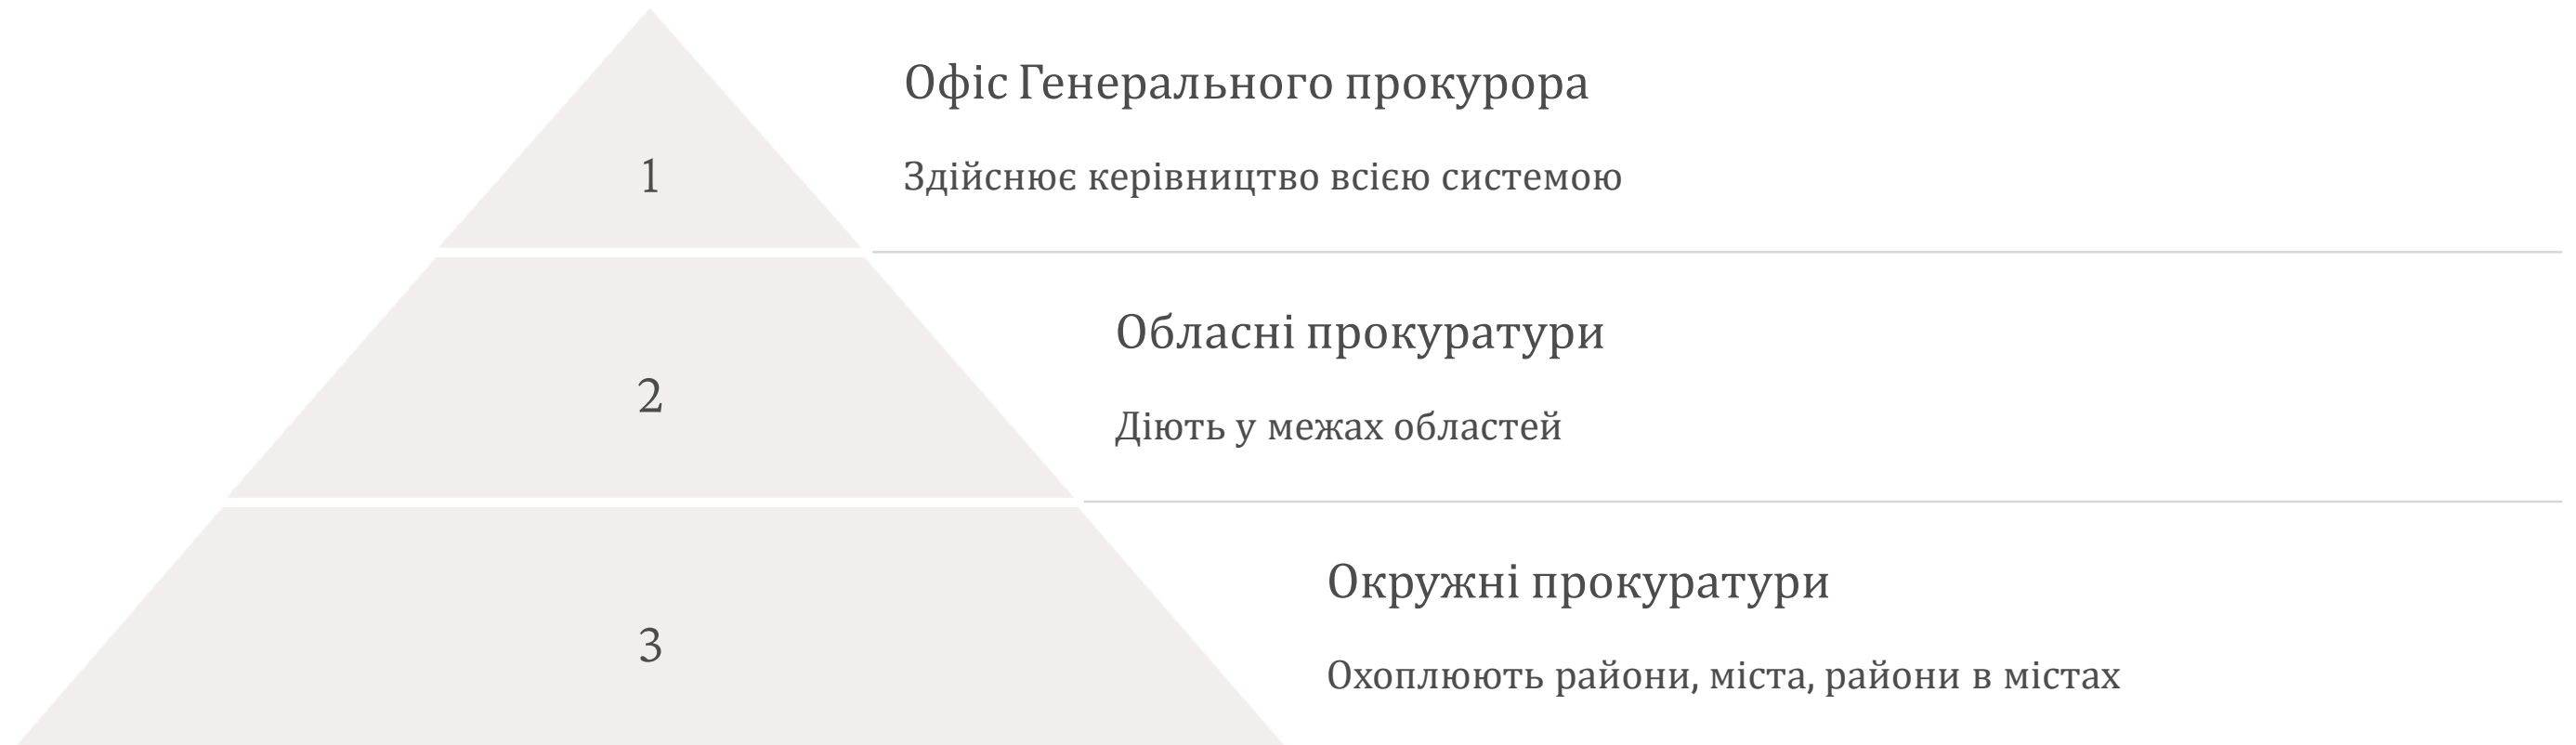 1
Офіс Генерального прокурора
Здійснює керівництво всією системою
2
Обласні прокуратури
Діють у межах областей
3
Окружні прокуратури
Охоплюють райони, міста, райони в містах